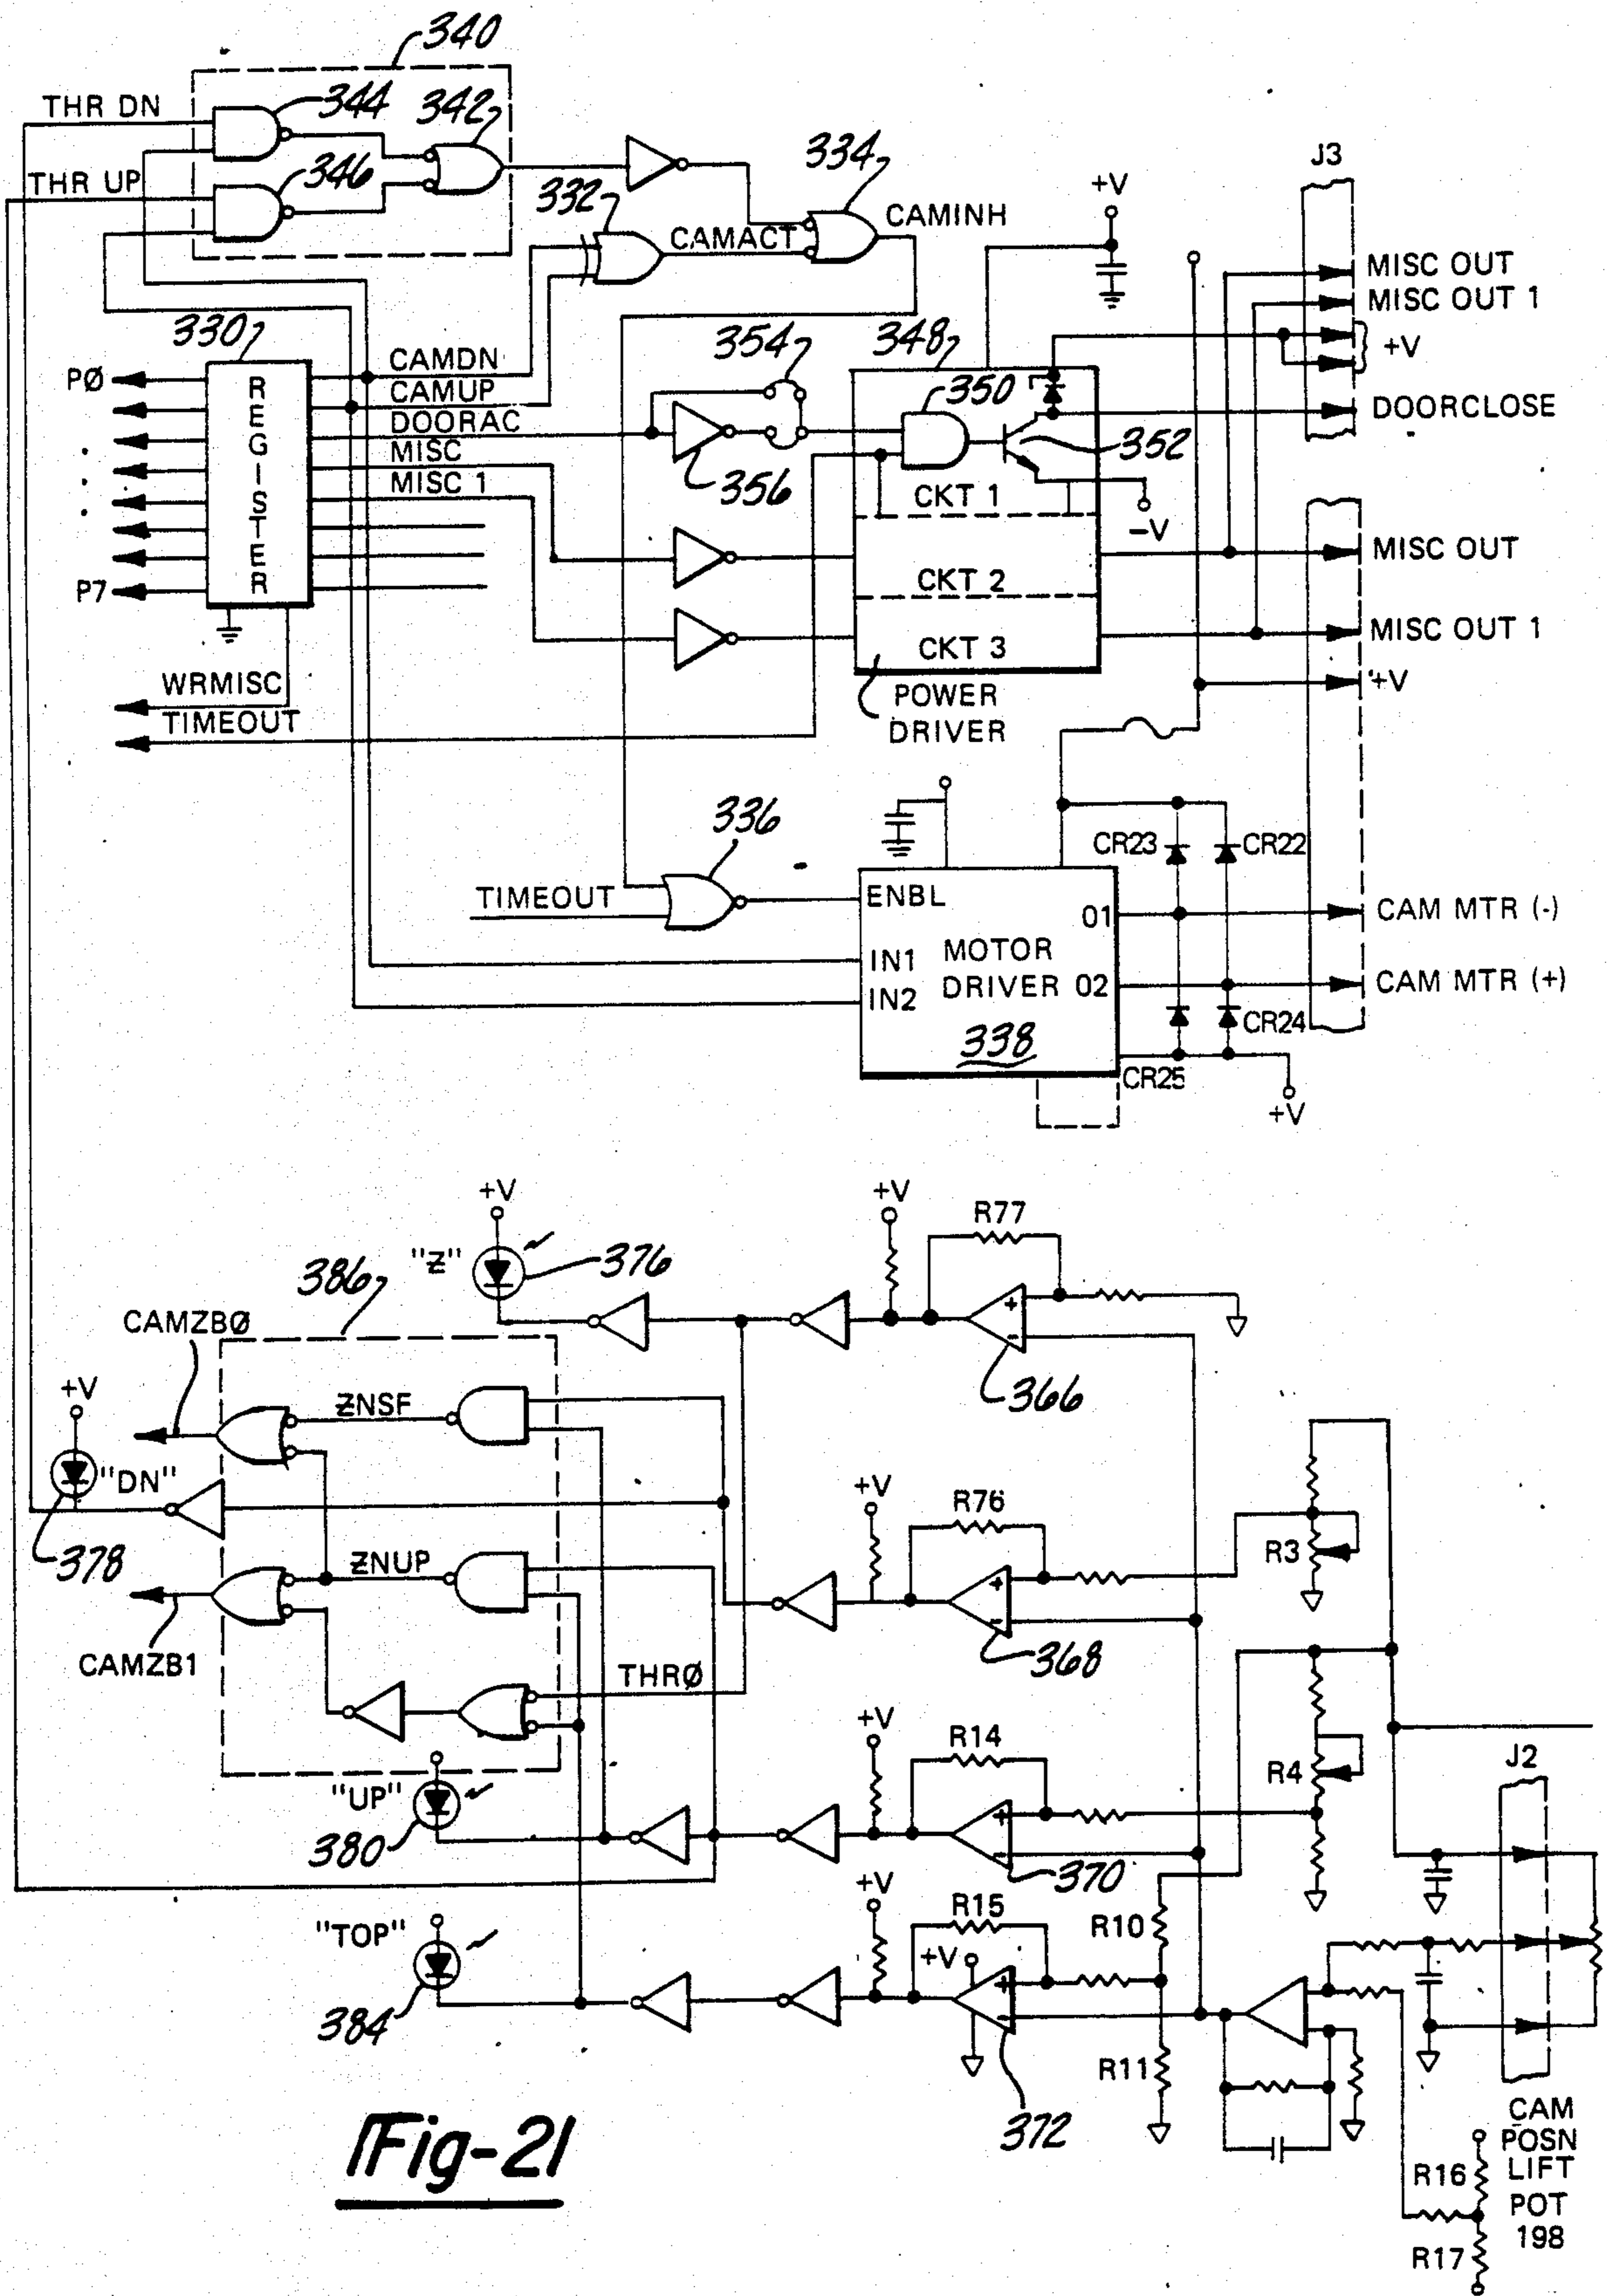 340
THR DN
344
342
334
J3
THR UP
346
332
+V
CAMINH
CAMACT
MISC OUT
MISC OUT 1
330
354
348
+V
P0
CAMDN
CAMUP
350
DOORAC
DOORCLOSE
REGISTER
MISC
352
MISC 1
356
CKT 1
-V
MISC OUT
CKT 2
P7
MISC OUT 1
CKT 3
WRMISC
POWER
+V
TIMEOUT
DRIVER
336
CR23
CR22
TIMEOUT
ENBL
01
CAM MTR (-)
IN1
MOTOR
DRIVER
02
CAM MTR (+)
IN2
CR24
338
CR25
+V
+V
+V
R77
"Z"
376
386
CAMZB0
366
+V
ZNSF
"DN"
+V
R76
378
ZNUP
R3
CAMZB1
368
THR0
+V
R14
J2
"UP"
R4
380
370
+V
"TOP"
R15
R10
+V
384
R11
372
CAM
POSN
LIFT
POT
198
R16
R17
Fig-21